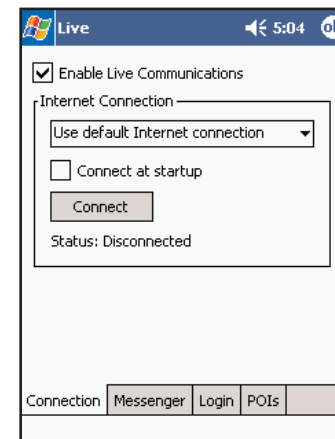 Live 5:04 ok
Enable Live Communications
Internet Connection
Use default Internet connection
Connect at startup
Connect
Status: Disconnected
Connection Messenger Login POIs